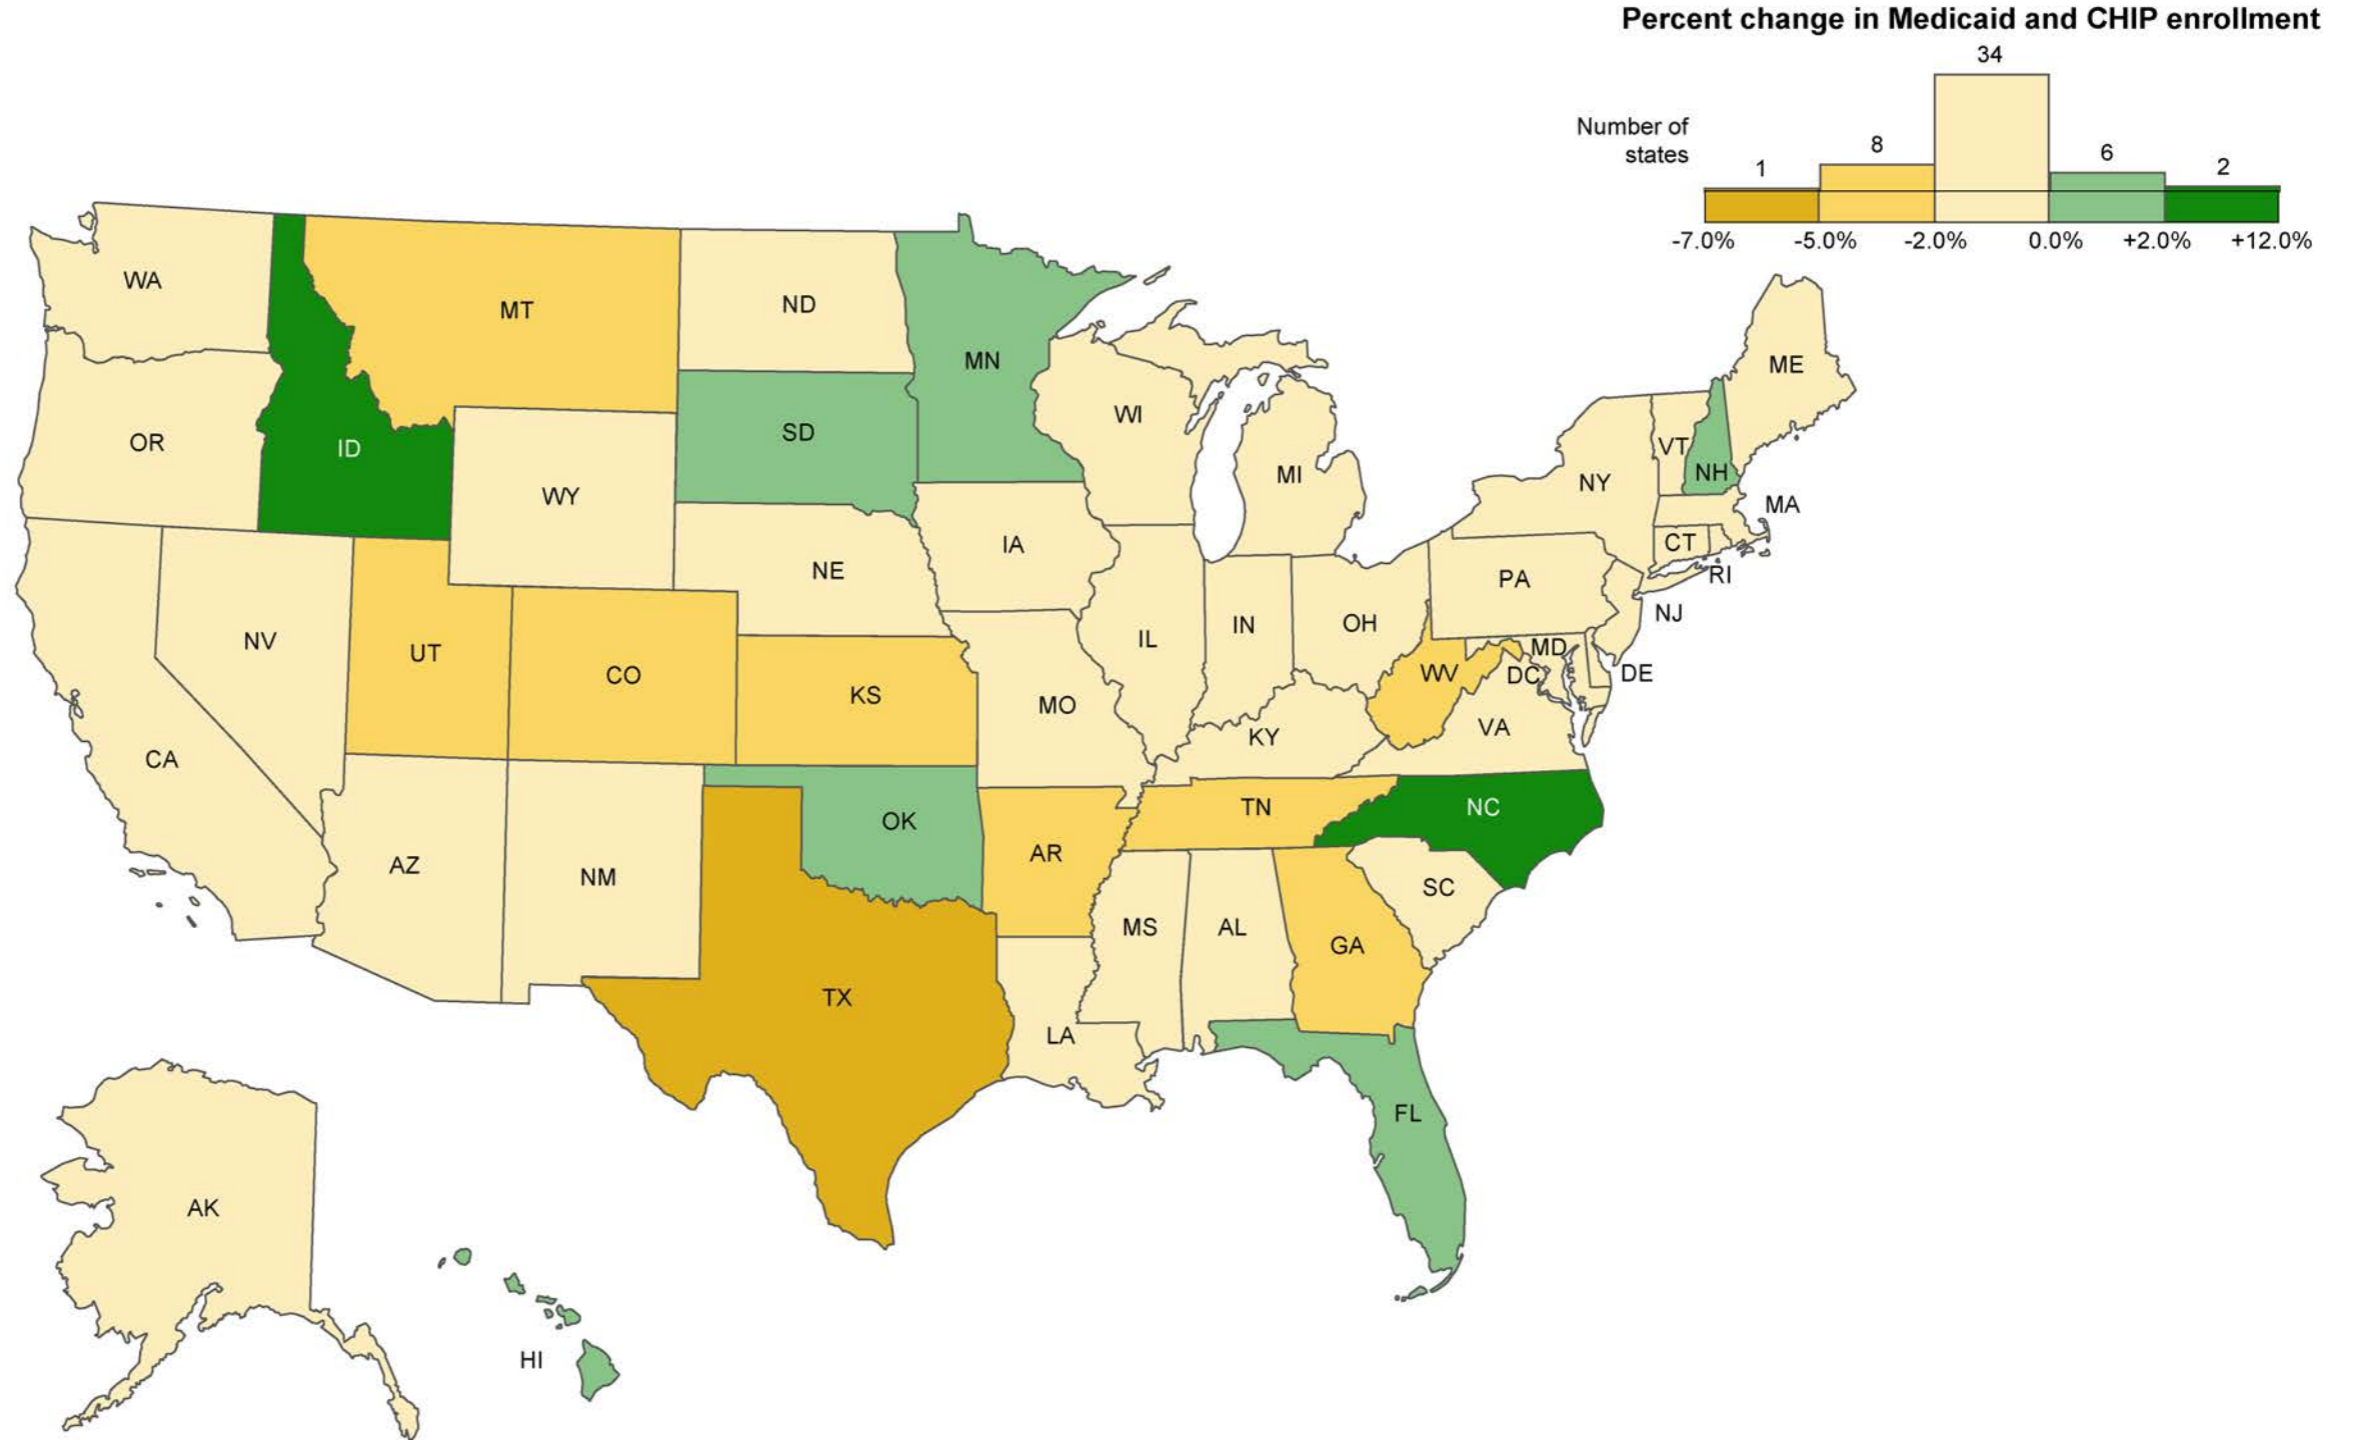 Percent change in Medicaid and CHIP enrollment
34
Number of
states
1
8
6
2
-7.0%
-5.0%
-2.0%
0.0%
+2.0%
+12.0%
WA
MT
ND
MN
ME
OR
ID
SD
WI
MI
VT
NH
NY
MA
WY
IA
CT
RI
NE
PA
NJ
NV
UT
CO
KS
MO
IL
IN
OH
WV
MD
DC
DE
VA
KY
CA
TN
NC
OK
AR
AZ
NM
SC
MS
AL
GA
TX
LA
FL
AK
HI